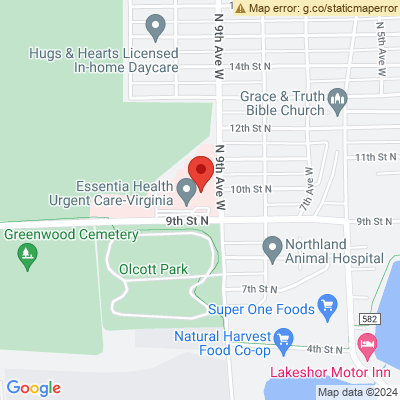 Map error: g.co/staticmaperror
Hugs & Hearts Licensed
In-home Daycare
N 9th Ave W
N 5th Ave W
14th St N
Grace & Truth
Bible Church
12th St N
N 9th Ave W
11th St N
Essentia Health
Urgent Care-Virginia
10th St N
7th Ave W
9th St N
9th St N
Greenwood Cemetery
Northland
Animal Hospital
Olcott Park
7th St N
Super One Foods
582
Natural Harvest
Food Co-op
4th St N
Lakeshor Motor Inn
Google
Map data ©2024